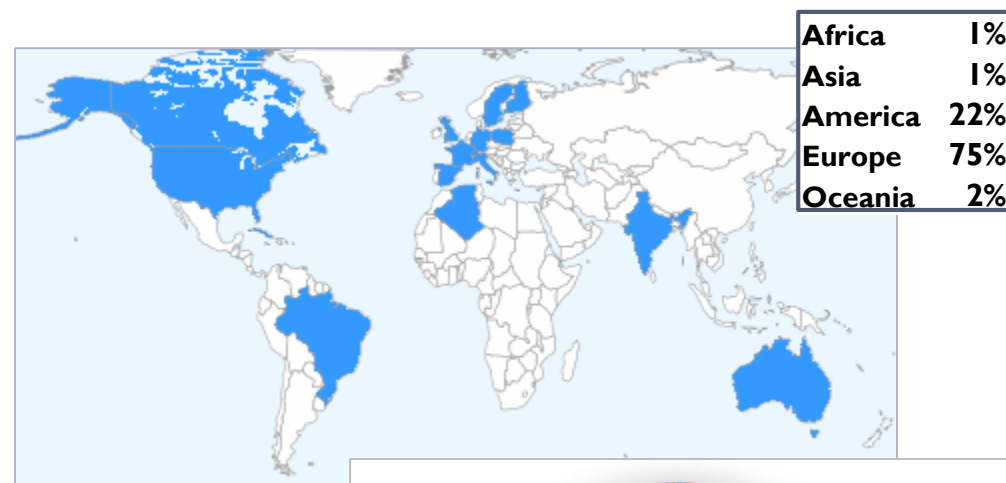 Africa 1%
Asia 1%
America 22%
Europe 75%
Oceania 2%